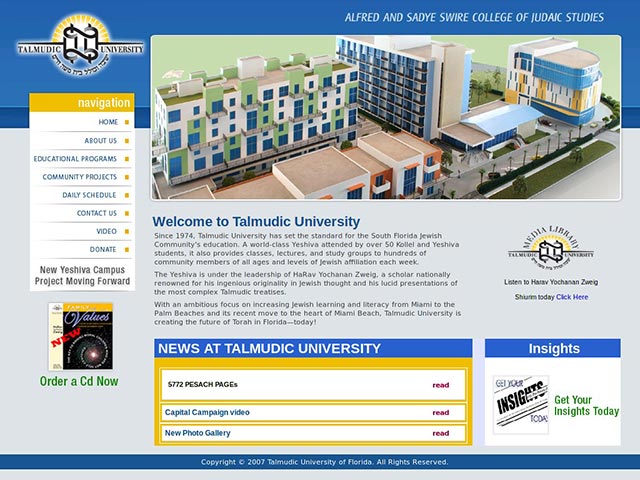 ALFRED AND SADYE SWIRE COLLEGE OF JUDAIC STUDIES
TALMUDIC UNIVERSITY
navigation
HOME
ABOUT US
EDUCATIONAL PROGRAMS
COMMUNITY PROJECTS
DAILY SCHEDULE
CONTACT US
VIDEO
DONATE
New Yeshiva Campus
Project Moving Forward
Values
NEW
Order a Cd Now
Welcome to Talmudic University
Since 1974, Talmudic University has set the standard for the South Florida Jewish
Community's education. A world-class Yeshiva attended by over 50 Kollel and Yeshiva
students, it also provides classes, lectures, and study groups to hundreds of
community members of all ages and levels of Jewish affiliation each week.
The Yeshiva is under the leadership of HaRav Yochanan Zweig, a scholar nationally
renowned for his ingenious originality in Jewish thought and his lucid presentations of
the most complex Talmudic treatises.
With an ambitious focus on increasing Jewish learning and literacy from Miami to the
Palm Beaches and its recent move to the heart of Miami Beach, Talmudic University is
creating the future of Torah in Florida—today!
MEDIA LIBRARY
TALMUDIC UNIVERSITY
Listen to Harav Yochanan Zweig
Shiurm today Click Here
NEWS AT TALMUDIC UNIVERSITY
5772 PESACH PAGEs read
Capital Campaign video read
New Photo Gallery read
Insights
GET YOUR
INSIGHTS
TODAY
Get Your
Insights Today
Copyright © 2007 Talmudic University of Florida. All Rights Reserved.